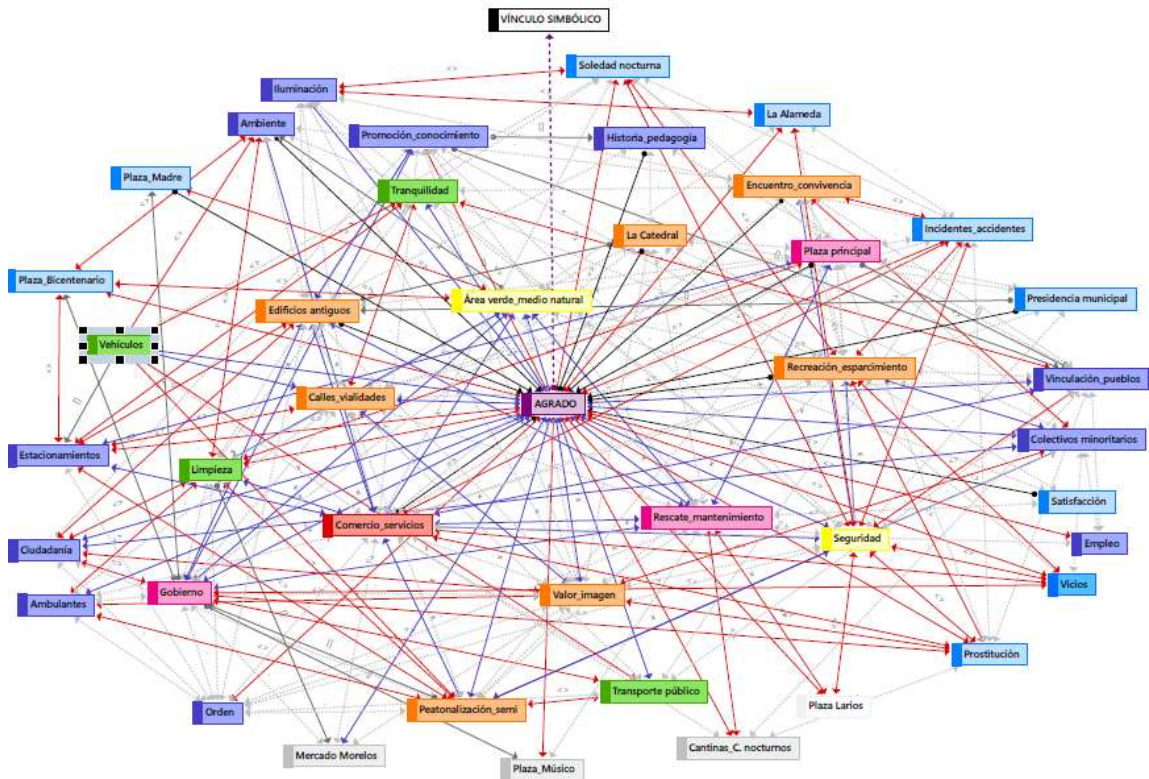 VÍNCULO SIMBÓLICO
Soledad nocturna
Iluminación
La Alameda
Ambiente
Promoción_conocimiento
Historia_pedagogía
Plaza_Madre
Tranquilidad
Encuentro_convivencia
Incidentes_accidentes
La Catedral
Plaza principal
Plaza_Bicentenario
Área verde_medio natural
Presidencia municipal
Edificios antiguos
Vehículos
Recreación_esparcimiento
Vinculación_pueblos
Calles_vialidades
AGRADO
Colectivos minoritarios
Estacionamientos
Limpieza
Satisfacción
Comercio_servicios
Rescate_mantenimiento
Seguridad
Empleo
Ciudadanía
Vicios
Gobierno
Valor_imagen
Ambulantes
Prostitución
Transporte público
Plaza Larios
Orden
Peatonalización_semi
Cantinas_C. nocturnos
Mercado Morelos
Plaza_Músico